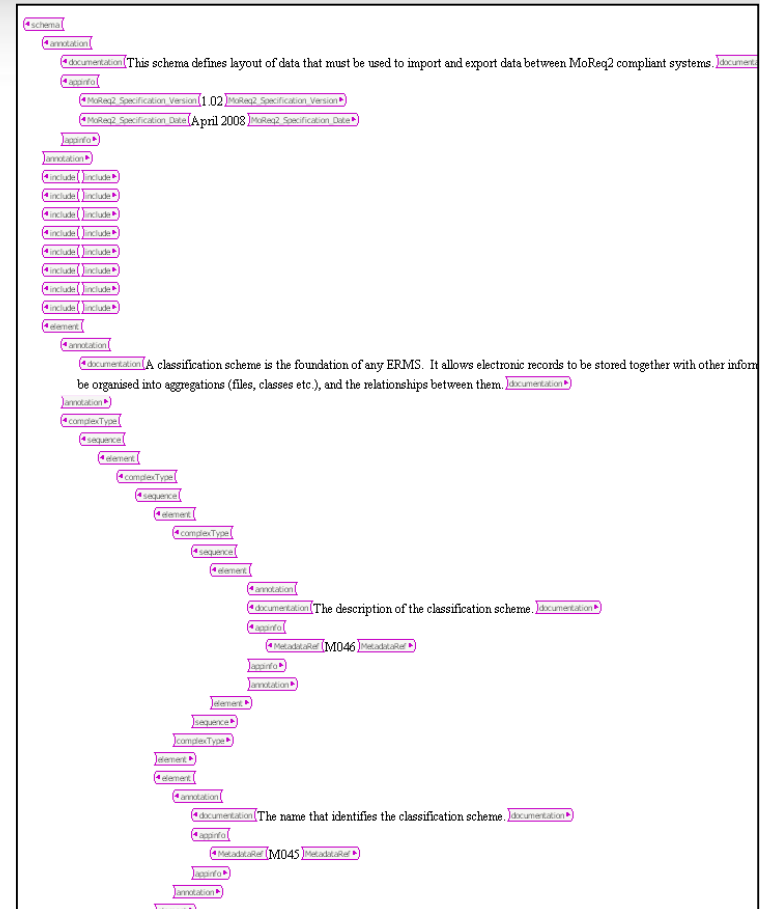 schema
annotation
documentation This schema defines layout of data that must be used to import and export data between MoReq2 compliant systems.
appinfo
MoReq2_Specification_Version 1.02 MoReq2_Specification_Version
MoReq2_Specification_Date April 2008 MoReq2_Specification_Date
appinfo
annotation
include include
include include
include include
include include
include include
include include
include include
include include
element
annotation
documentation A classification scheme is the foundation of any ERMS. It allows electronic records to be stored together with other
be organised into aggregations (files, classes etc.), and the relationships between them. documentation
annotation
complexType
sequence
element
complexType
sequence
element
complexType
sequence
element
annotation
documentation The description of the classification scheme. documentation
appinfo
MetadataRef M046 MetadataRef
appinfo
annotation
element
sequence
complexType
element
element
annotation
documentation The name that identifies the classification scheme. documentation
appinfo
MetadataRef M045 MetadataRef
appinfo
annotation